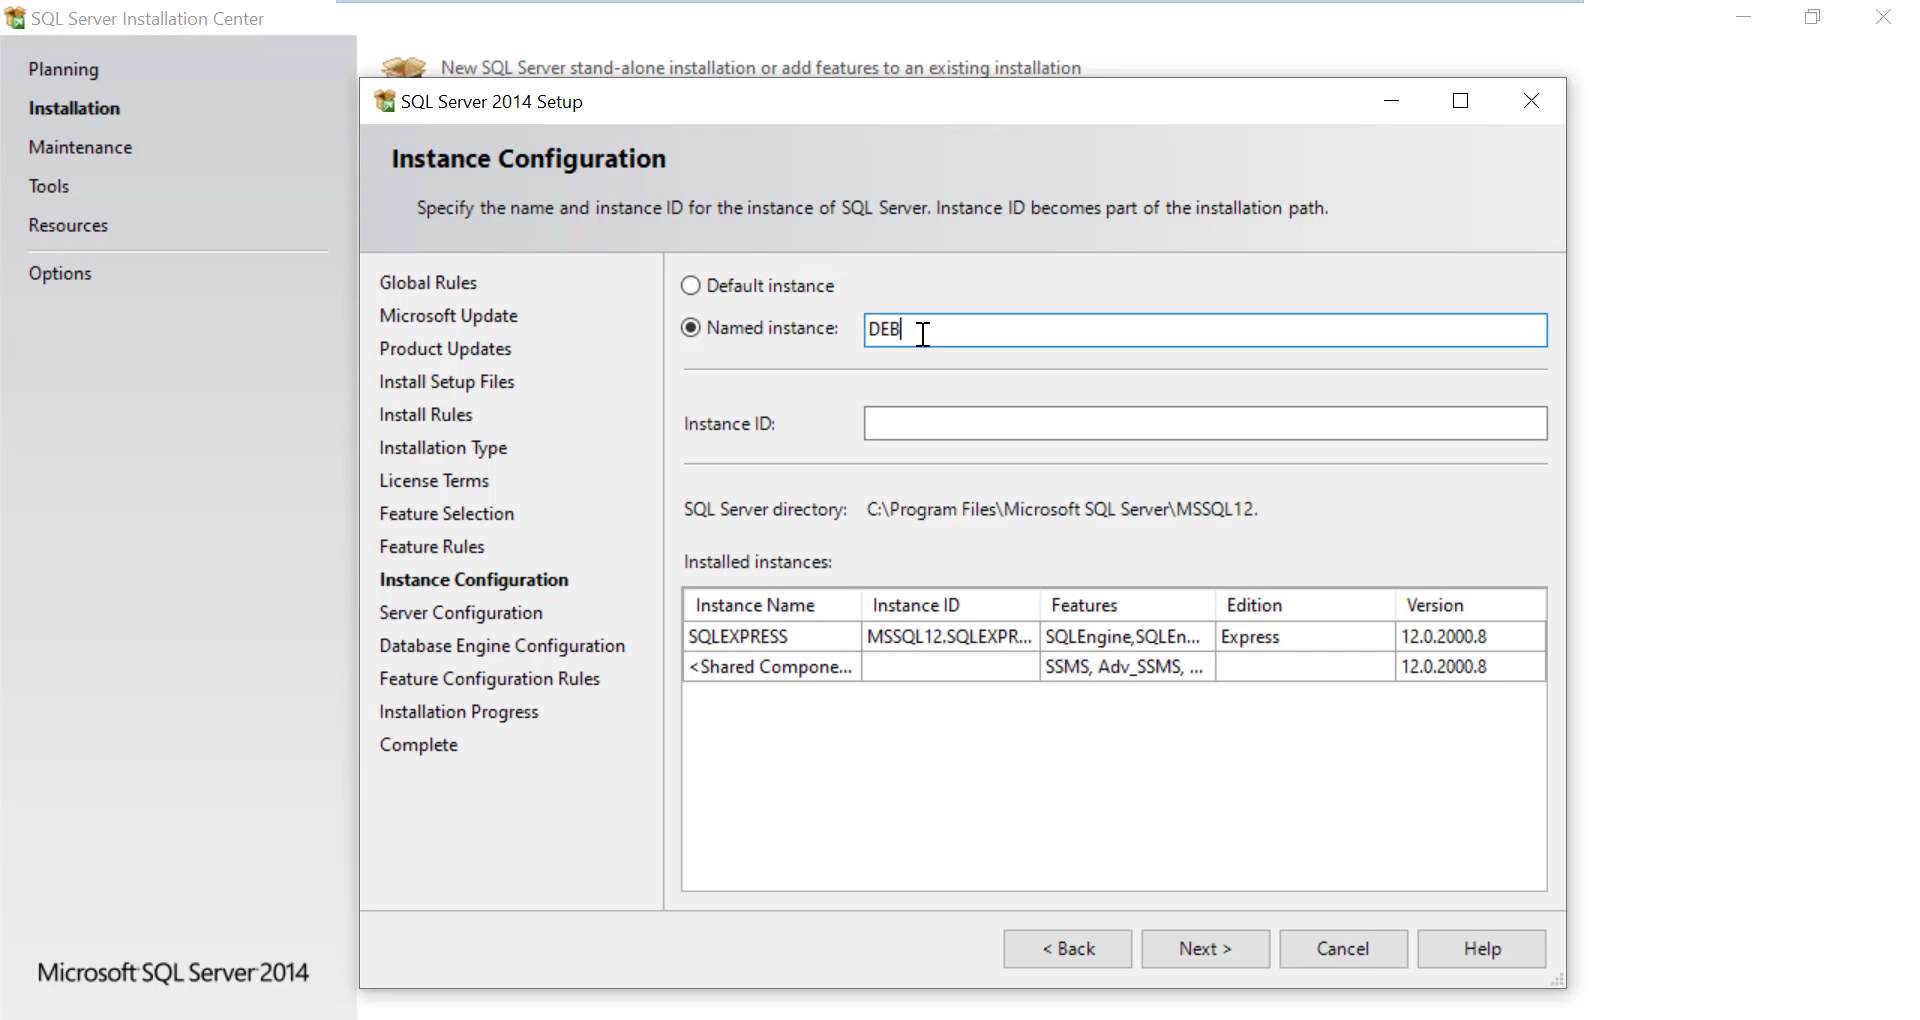 SQL Server Installation Center
Planning
Installation
Maintenance
Tools
Resources
Options
Microsoft SQL Server 2014
New SQL Server stand-alone installation or add features to an existing installation
SQL Server 2014 Setup
Instance Configuration
Specify the name and instance ID for the instance of SQL Server. Instance ID becomes part of the installation path.
Global Rules
Microsoft Update
Product Updates
Install Setup Files
Install Rules
Installation Type
License Terms
Feature Selection
Feature Rules
Instance Configuration
Server Configuration
Database Engine Configuration
Feature Configuration Rules
Installation Progress
Complete
Default instance
Named instance: DEB
Instance ID:
SQL Server directory: C:\Program Files\Microsoft SQL Server\MSSQL12.
Installed instances:
Instance Name Instance ID Features Edition Version
SQLEXPRESS MSSQL12.SQLEXPR... SQLEngine,SQLEn... Express 12.0.2000.8
<Shared Compone... SSMS, Adv_SSMS, ... 12.0.2000.8
< Back Next > Cancel Help